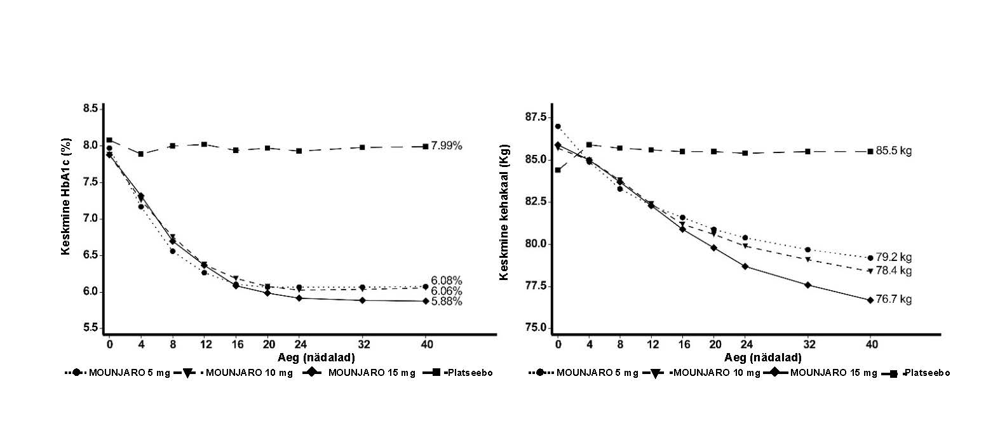 Keskmine HbA1c (%)
8.5
8.0
7.5
7.0
6.5
6.0
5.5
7.99%
6.08%
6.06%
5.88%
0 4 8 12 16 20 24 32 40
Aeg (nädalad)
MOUNJARO 5 mg MOUNJARO 10 mg MOUNJARO 15 mg Platseebo
Keskmine kehakaal (Kg)
87.5
85.0
82.5
80.0
77.5
75.0
85.5 kg
79.2 kg
78.4 kg
76.7 kg
0 4 8 12 16 20 24 32 40
Aeg (nädalad)
MOUNJARO 5 mg MOUNJARO 10 mg MOUNJARO 15 mg Platseebo